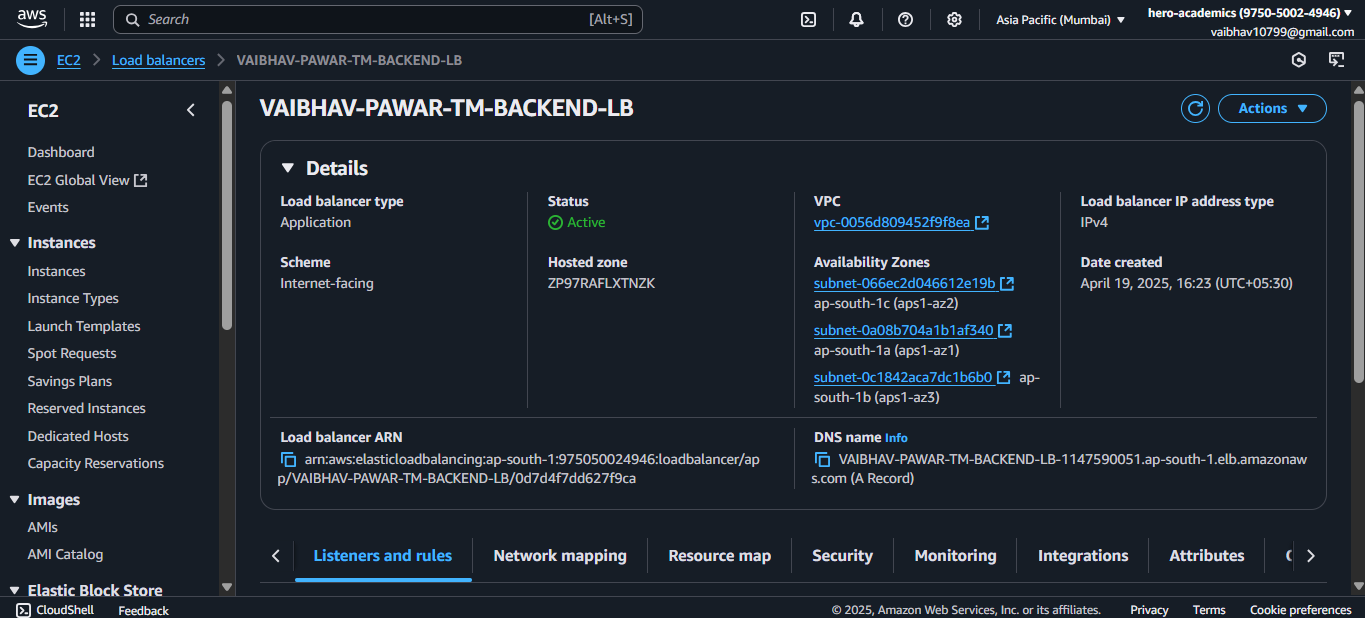 aws
Search [Alt+S]
Asia Pacific (Mumbai)
hero-academics (9750-5002-4946)
vaibhav10799@gmail.com
EC2
Load balancers
VAIBHAV-PAWAR-TM-BACKEND-LB
EC2
Dashboard
EC2 Global View
Events
Instances
Instances
Instance Types
Launch Templates
Spot Requests
Savings Plans
Reserved Instances
Dedicated Hosts
Capacity Reservations
Images
AMIs
AMI Catalog
Elastic Block Store
VAIBHAV-PAWAR-TM-BACKEND-LB
Actions
Details
Load balancer type
Application
Status
Active
VPC
vpc-0056d809452f9f8ea
Load balancer IP address type
IPv4
Scheme
Internet-facing
Hosted zone
ZP97RAFLXTNZK
Availability Zones
subnet-066ec2d046612e19b
ap-south-1c (aps1-az2)
subnet-0a08b704a1b1af340
ap-south-1a (aps1-az1)
subnet-0c1842aca7dc1b6b0 ap-
south-1b (aps1-az3)
Date created
April 19, 2025, 16:23 (UTC+05:30)
Load balancer ARN
arn:aws:elasticloadbalancing:ap-south-1:975050024946:loadbalancer/ap
p/VAIBHAV-PAWAR-TM-BACKEND-LB/0d7d4f7dd627f9ca
DNS name Info
VAIBHAV-PAWAR-TM-BACKEND-LB-1147590051.ap-south-1.elb.amazonaw
s.com (A Record)
Listeners and rules
Network mapping
Resource map
Security
Monitoring
Integrations
Attributes
CloudShell
Feedback
© 2025, Amazon Web Services, Inc. or its affiliates.
Privacy
Terms
Cookie preferences